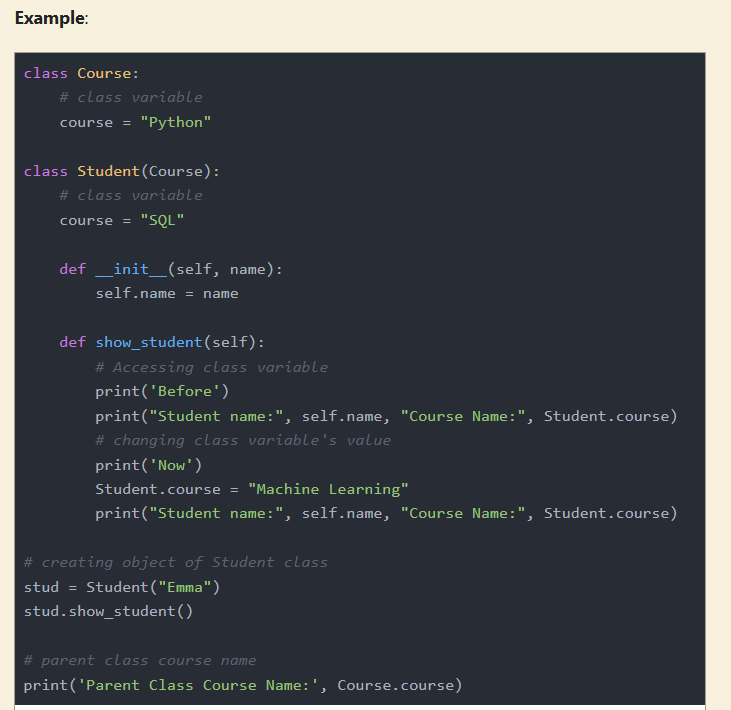 Example:
class Course:
    # class variable
    course = "Python"

class Student(Course):
    # class variable
    course = "SQL"

    def __init__(self, name):
        self.name = name

    def show_student(self):
        # Accessing class variable
        print('Before')
        print("Student name:", self.name, "Course Name:", Student.course)
        # changing class variable's value
        print('Now')
        Student.course = "Machine Learning"
        print("Student name:", self.name, "Course Name:", Student.course)

# creating object of Student class
stud = Student("Emma")
stud.show_student()

# parent class course name
print('Parent Class Course Name:', Course.course)